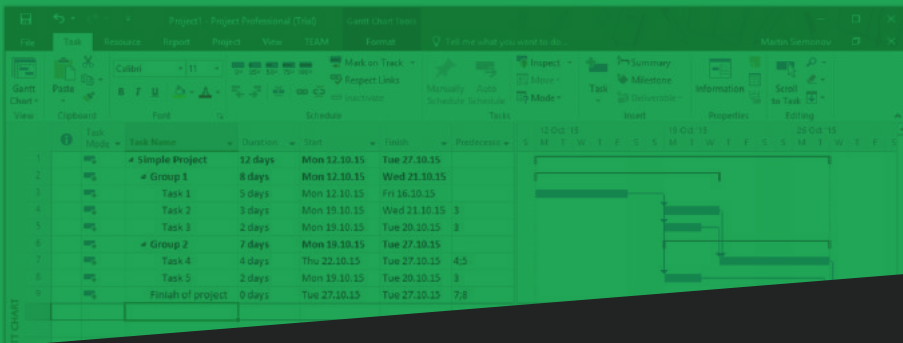 Project1 - Project Professional (Trial) Gantt Chart Tools
File Task Resource Report Project View TEAM Format Tell me what you want to do... Martin Semonov
Gantt Chart
Paste
Calibri 11
B I U A
Mark on Track
Respect Links
Inactivate
Manually Schedule
Auto Schedule
Inspect
Move
Mode
Task
Summary
Milestone
Deliverable
Information
Scroll to Task
View Clipboard Font Schedule Tasks Insert Properties Editing
Task Mode Task Name Duration Start Finish Predecesso
12 Oct '15 19 Oct '15 26 Oct '15
S M T W T F S S M T W T F S S M T W T F S
1 Simple Project 12 days Mon 12.10.15 Tue 27.10.15
2 Group 1 8 days Mon 12.10.15 Wed 21.10.15
3 Task 1 5 days Mon 12.10.15 Fri 16.10.15
4 Task 2 3 days Mon 19.10.15 Wed 21.10.15 3
5 Task 3 2 days Mon 19.10.15 Tue 20.10.15 3
6 Group 2 7 days Mon 19.10.15 Tue 27.10.15
7 Task 4 4 days Thu 22.10.15 Tue 27.10.15 4;5
8 Task 5 2 days Mon 19.10.15 Tue 20.10.15 3
9 Finiah of project 0 days Tue 27.10.15 Tue 27.10.15 7;8
TT CHART